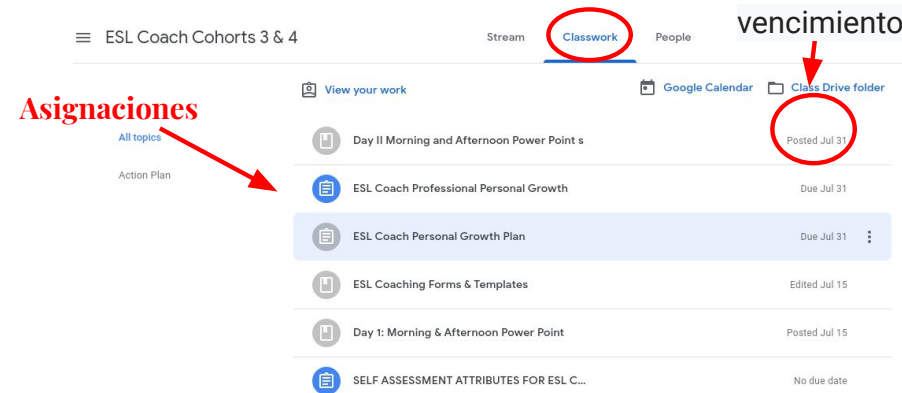 ESL Coach Cohorts 3 & 4
Stream
Classwork
People
vencimiento
View your work
Google Calendar
Class Drive folder
Asignaciones
All topics
Action Plan
Day II Morning and Afternoon Power Point s
Posted Jul 31
ESL Coach Professional Personal Growth
Due Jul 31
ESL Coach Personal Growth Plan
Due Jul 31
ESL Coaching Forms & Templates
Edited Jul 15
Day 1: Morning & Afternoon Power Point
Posted Jul 15
SELF ASSESSMENT ATTRIBUTES FOR ESL C...
No due date